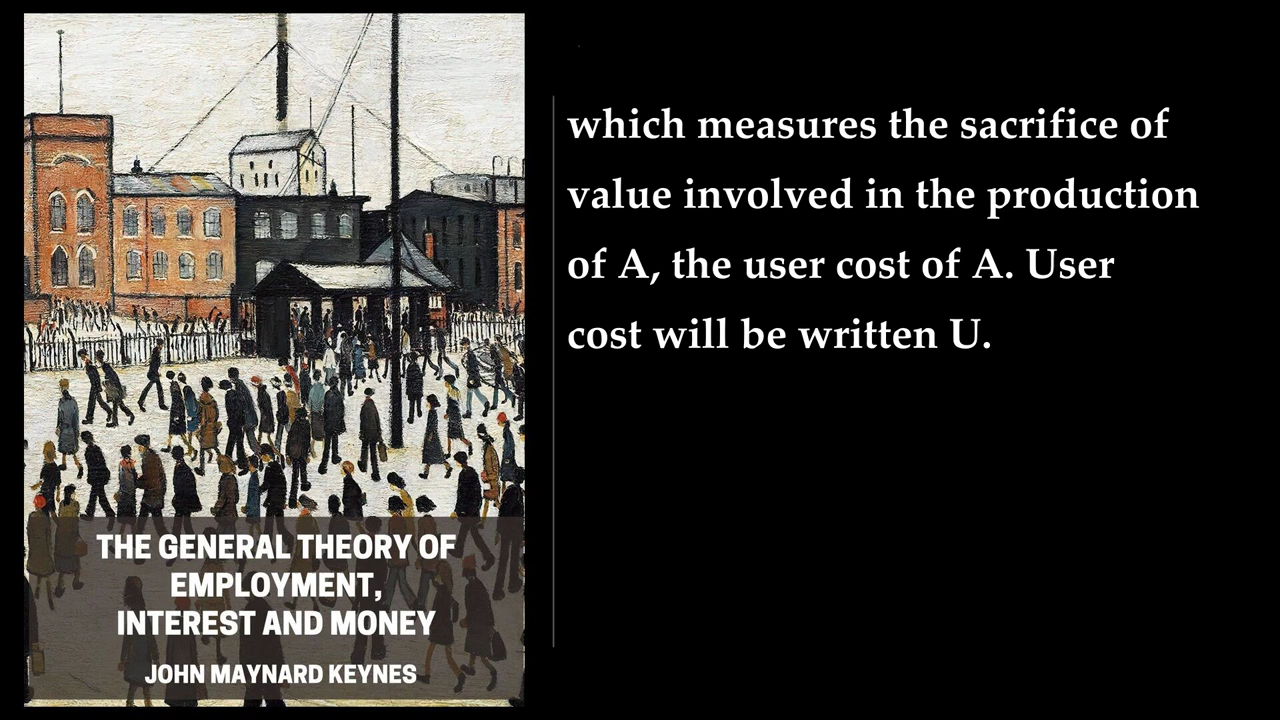 THE GENERAL THEORY OF
EMPLOYMENT,
INTEREST AND MONEY
JOHN MAYNARD KEYNES
which measures the sacrifice of
value involved in the production
of A, the user cost of A. User
cost will be written U.